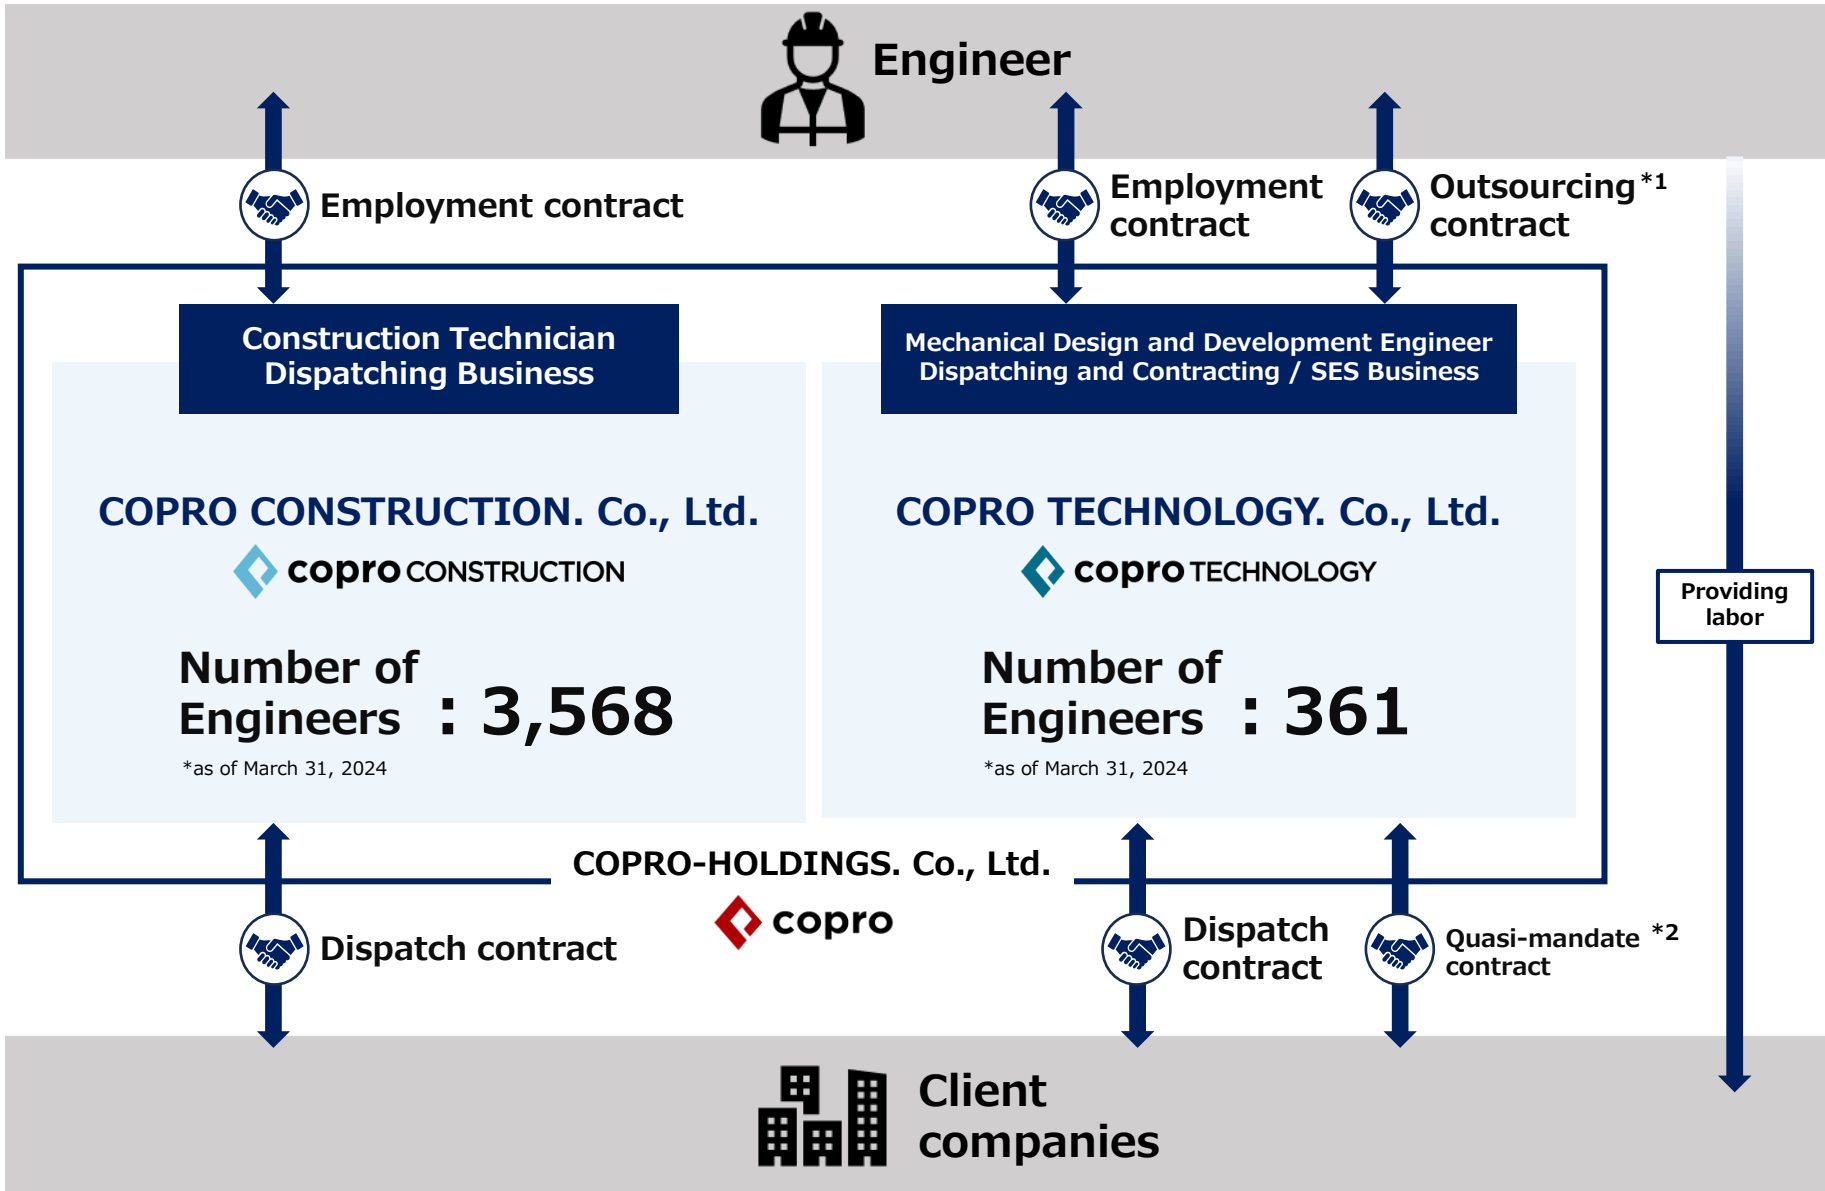 Engineer
Employment contract
Employment
contract
Outsourcing *1
contract
Construction Technician
Dispatching Business
Mechanical Design and Development Engineer
Dispatching and Contracting / SES Business
COPRO CONSTRUCTION. Co., Ltd.
copro CONSTRUCTION
Number of
Engineers : 3,568
*as of March 31, 2024
COPRO TECHNOLOGY. Co., Ltd.
copro TECHNOLOGY
Number of
Engineers : 361
*as of March 31, 2024
Providing
labor
COPRO-HOLDINGS. Co., Ltd.
copro
Dispatch contract
Dispatch
contract
Quasi-mandate *2
contract
Client
companies